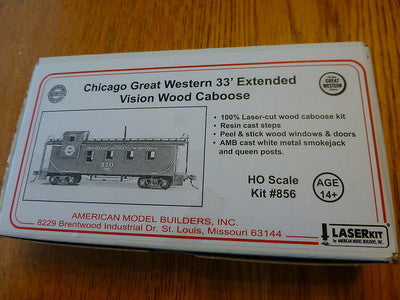 Chicago Great Western 33' Extended
Vision Wood Caboose
GREAT
WESTERN
• 100% Laser-cut wood caboose kit
• Resin cast steps
• Peel & stick wood windows & doors
• AMB cast white metal smokejack
and queen posts.
HO Scale
Kit #856
AGE
14+
AMERICAN MODEL BUILDERS, INC.
8229 Brentwood Industrial Dr. St. Louis, Missouri 63144
LASERKIT
by AMERICAN MODEL BUILDERS, INC.